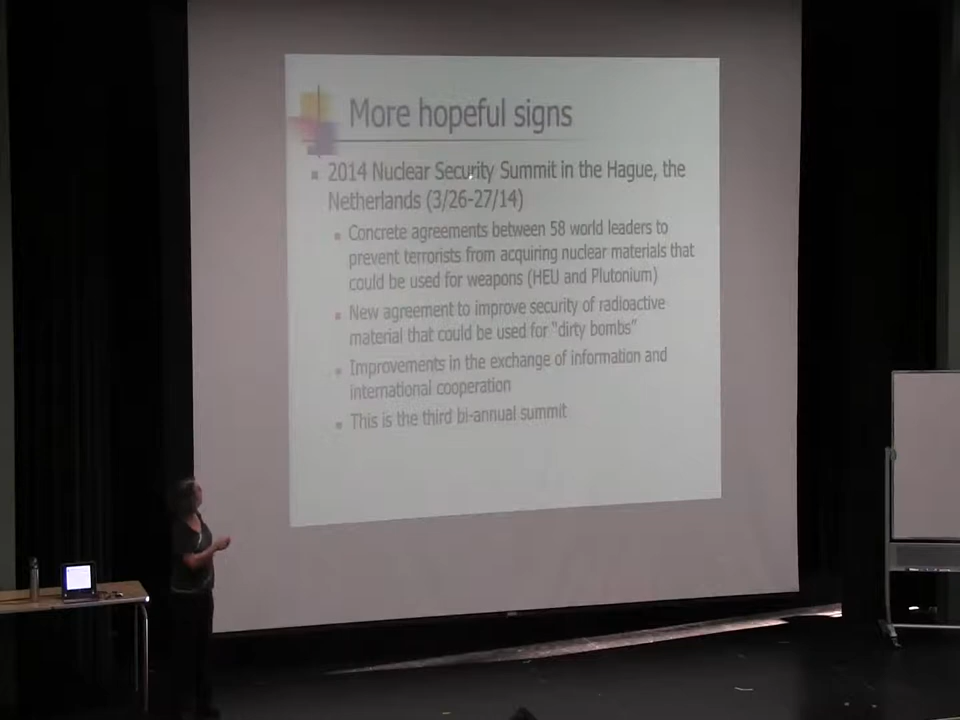 More hopeful signs
2014 Nuclear Security Summit in the Hague, the
Netherlands (3/26-27/14)
Concrete agreements between 58 world leaders to
prevent terrorists from acquiring nuclear materials that
could be used for weapons (HEU and Plutonium)
New agreement to improve security of radioactive
material that could be used for "dirty bombs"
Improvements in the exchange of information and
international cooperation
This is the third bi-annual summit